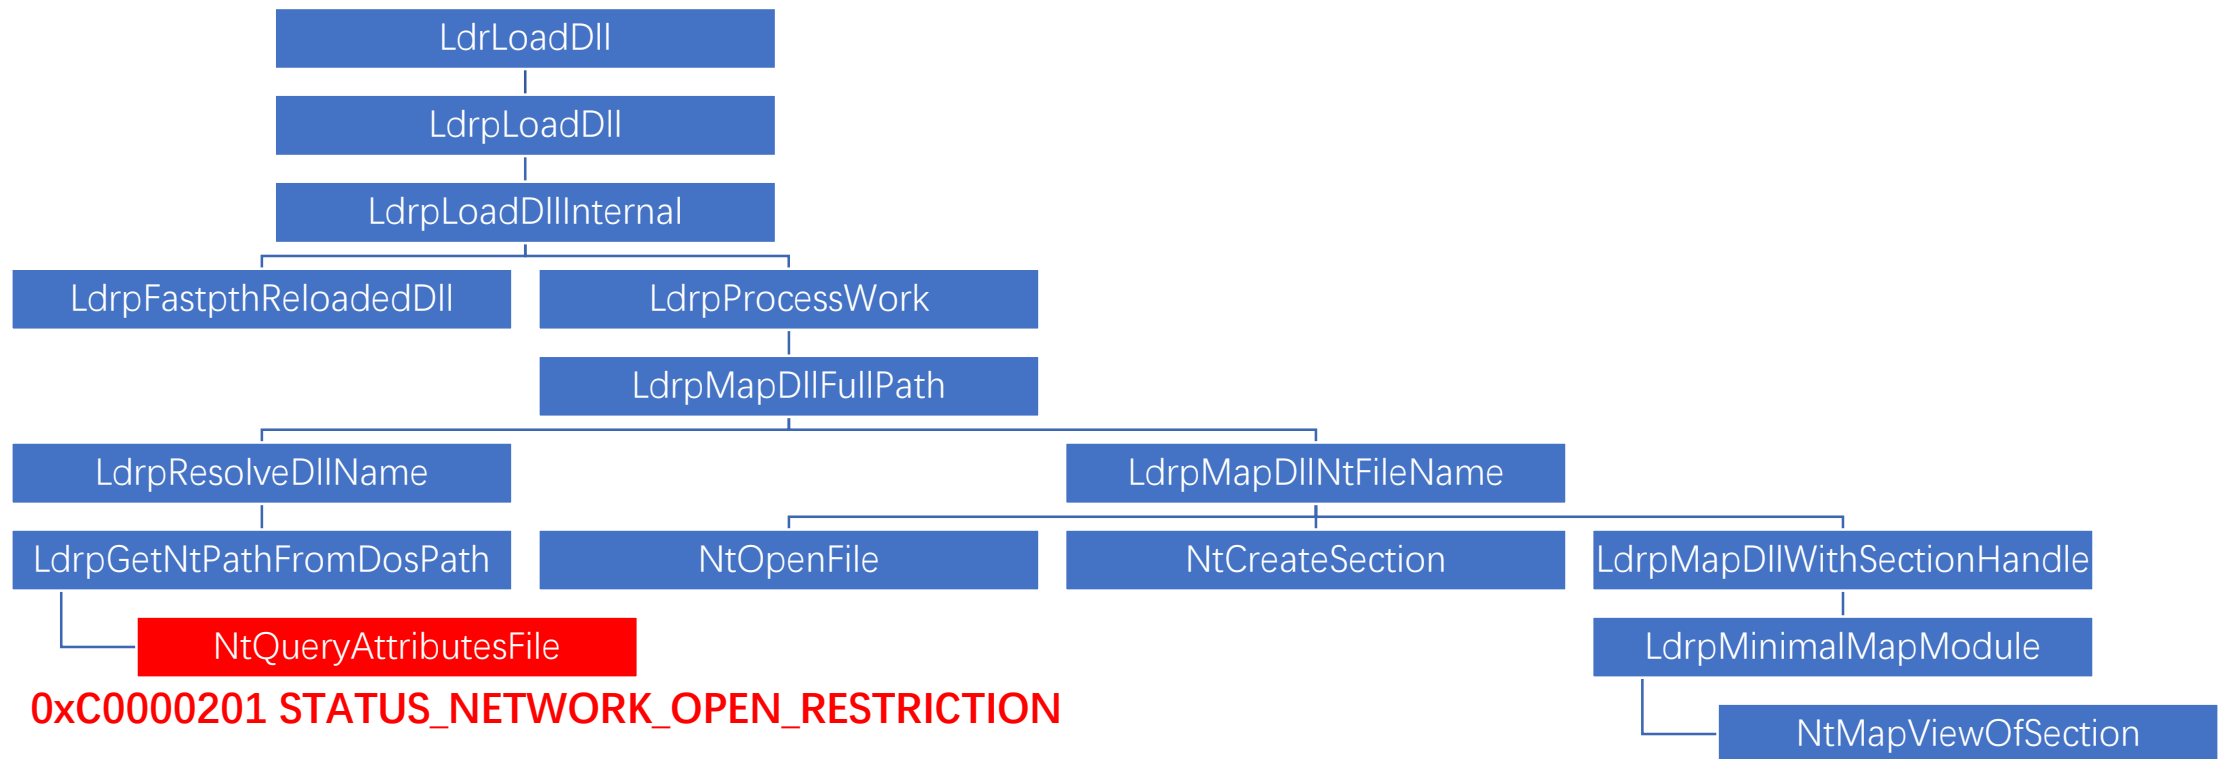 LdrLoadDll
LdrpLoadDll
LdrpLoadDllInternal
LdrpFastpthReloadedDll
LdrpProcessWork
LdrpMapDllFullPath
LdrpResolveDllName
LdrpMapDllNtFileName
LdrpGetNtPathFromDosPath
NtOpenFile
NtCreateSection
LdrpMapDllWithSectionHandle
NtQueryAttributesFile
LdrpMinimalMapModule
0xC0000201 STATUS_NETWORK_OPEN_RESTRICTION
NtMapViewOfSection